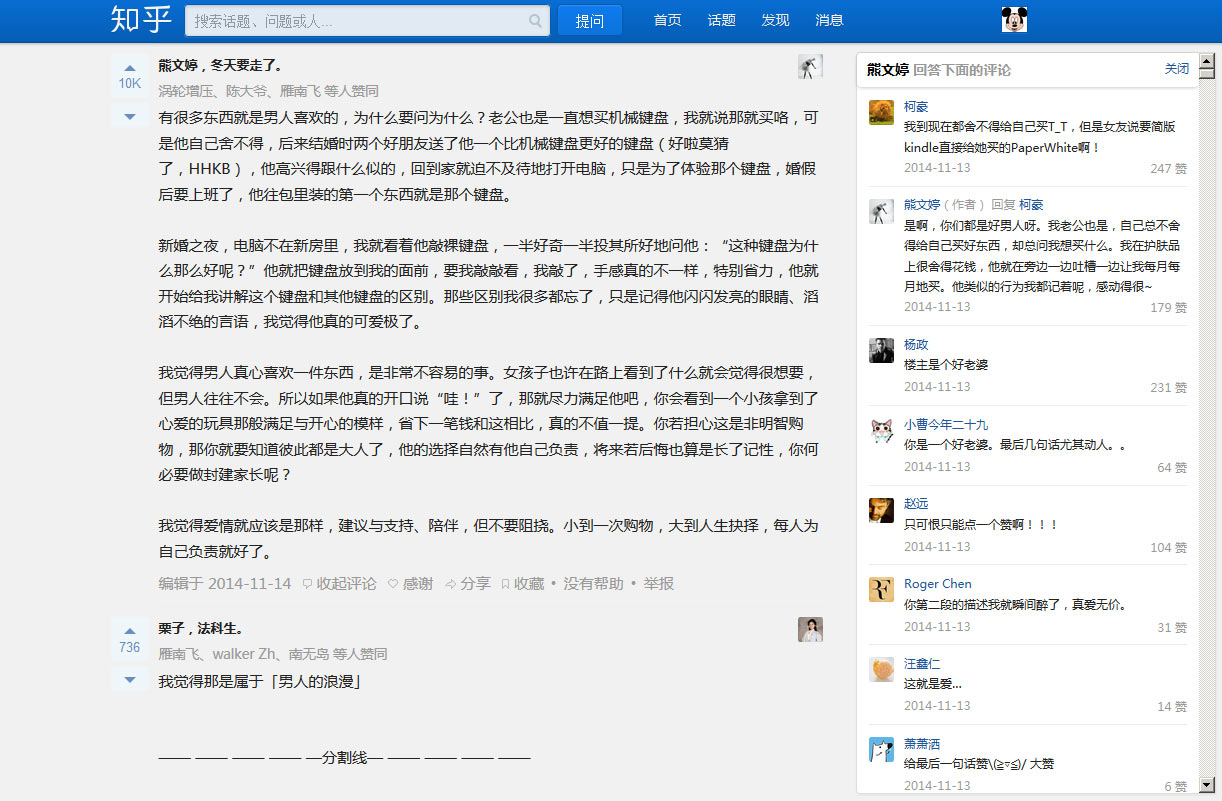 知乎
搜索话题、问题或人...
提问
首页
话题
发现
消息
10K
熊文婷，冬天要走了。
涡轮增压、陈大爷、雁南飞 等人赞同
有很多东西就是男人喜欢的，为什么要问为什么？老公也是一直想买机械键盘，我就说那就买咯，可
是他自己舍不得，后来结婚时两个好朋友送了他一个比机械键盘更好的键盘（好啦莫猜
了，HHKB），他高兴得跟什么似的，回到家就迫不及待地打开电脑，只是为了体验那个键盘，婚假
后要上班了，他往包里装的第一个东西就是那个键盘。
新婚之夜，电脑不在新房里，我就看着他敲裸键盘，一半好奇一半投其所好地问他：“这种键盘为什
么那么好呢？”他就把键盘放到我的面前，要我敲敲看，我敲了，手感真的不一样，特别省力，他就
开始给我讲解这个键盘和其他键盘的区别。那些区别我很多都忘了，只是记得他闪闪发亮的眼睛、滔
滔不绝的言语，我觉得他真的可爱极了。
我觉得男人真心喜欢一件东西，是非常不容易的事。女孩子也许在路上看到了什么就会觉得很想要，
但男人往往不会。所以如果他真的开口说“哇！”了，那就尽力满足他吧，你会看到一个小孩拿到了
心爱的玩具那般满足与开心的模样，省下一笔钱和这相比，真的不值一提。你若担心这是非明智购
物，那你就要知道彼此都是大人了，他的选择自然有他自己负责，将来若后悔也算是长了记性，你何
必要做封建家长呢？
我觉得爱情就应该是那样，建议与支持、陪伴，但不要阻挠。小到一次购物，大到人生抉择，每人为
自己负责就好了。
编辑于 2014-11-14 收起评论 感谢 分享 收藏 • 没有帮助 • 举报
736
栗子，法科生。
雁南飞、walker Zh、南无岛 等人赞同
我觉得那是属于「男人的浪漫」
—— —— —— —— —分割线— —— —— —— ——
熊文婷 回答下面的评论
关闭
柯豪
我到现在都舍不得给自己买T_T，但是女友说要简版
kindle直接给她买的PaperWhite啊！
2014-11-13 247 赞
熊文婷（作者） 回复 柯豪
是啊，你们都是好男人呀。我老公也是，自己总不舍
得给自己买好东西，却总问我想买什么。我在护肤品
上很舍得花钱，他就在旁边一边吐槽一边让我每月每
月地买。他类似的行为我都记着呢，感动得很~
2014-11-13 179 赞
杨政
楼主是个好老婆
2014-11-13 231 赞
小曹今年二十九
你是一个好老婆。最后几句话尤其动人。。
2014-11-13 64 赞
赵远
只可恨只能点一个赞啊！！！
2014-11-13 104 赞
Roger Chen
你第二段的描述我就瞬间醉了，真爱无价。
2014-11-13 31 赞
汪鑫仁
这就是爱...
2014-11-13 14 赞
萧萧洒
给最后一句话赞\(≧▽≦)/ 大赞
2014-11-13 6 赞